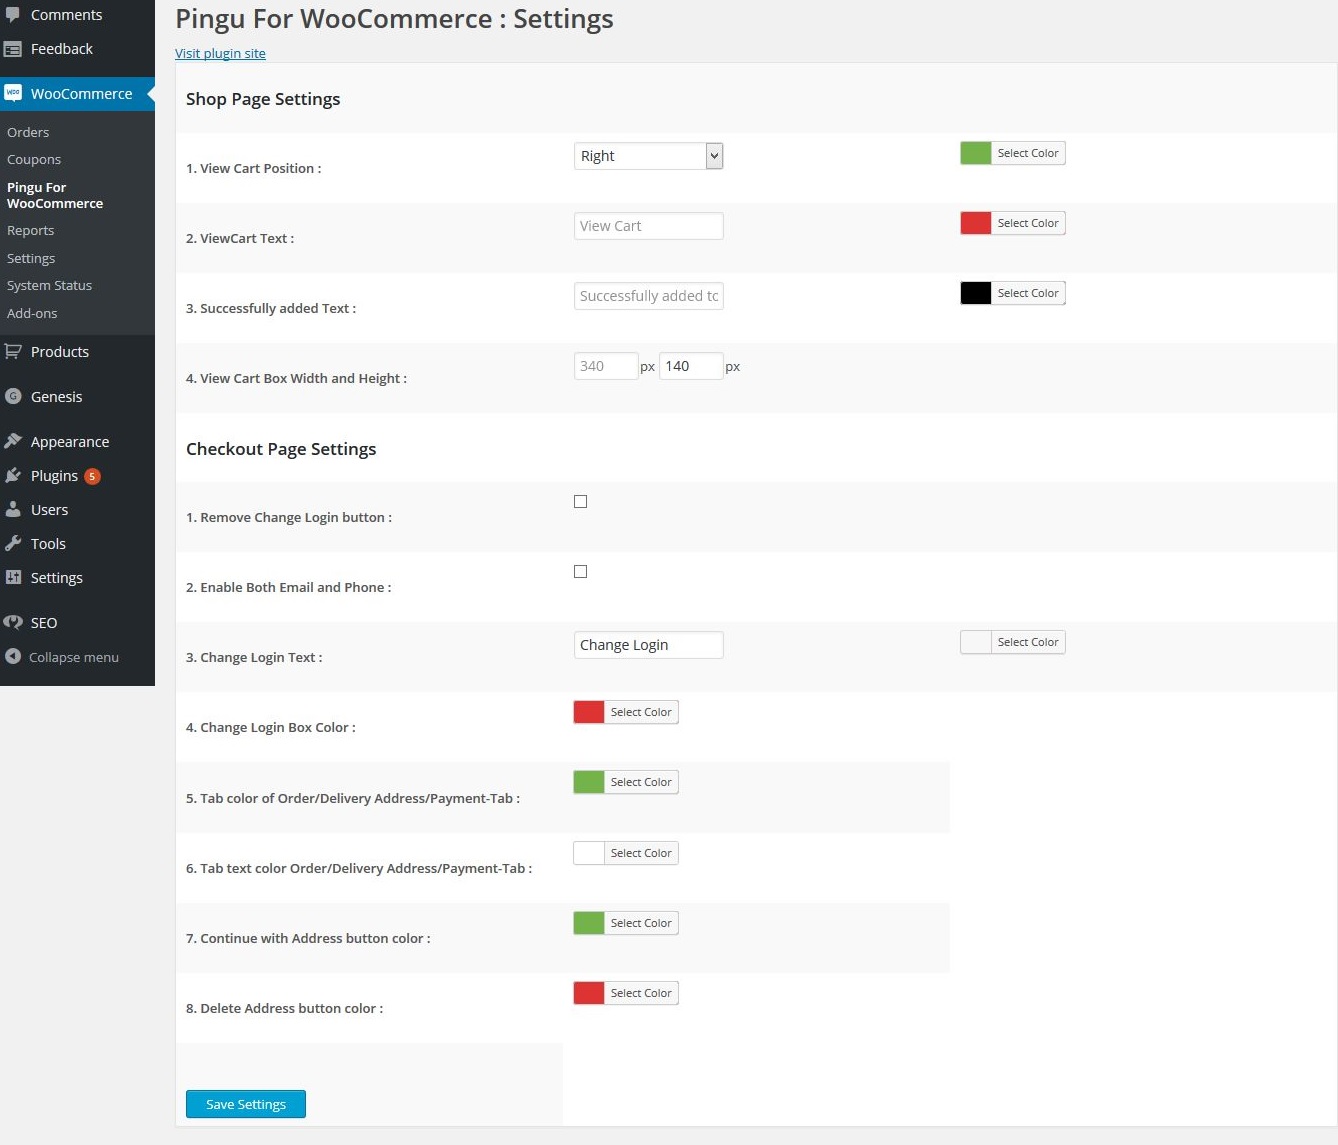 Comments
Feedback
WooCommerce
Orders
Coupons
Pingu For
WooCommerce
Reports
Settings
System Status
Add-ons
Products
Genesis
Appearance
Plugins 5
Users
Tools
Settings
SEO
Collapse menu
Pingu For WooCommerce : Settings
Visit plugin site
Shop Page Settings
1. View Cart Position : Right Select Color
2. ViewCart Text : View Cart Select Color
3. Successfully added Text : Successfully added to Select Color
4. View Cart Box Width and Height : 340 px 140 px
Checkout Page Settings
1. Remove Change Login button :
2. Enable Both Email and Phone :
3. Change Login Text : Change Login Select Color
4. Change Login Box Color : Select Color
5. Tab color of Order/Delivery Address/Payment-Tab : Select Color
6. Tab text color Order/Delivery Address/Payment-Tab : Select Color
7. Continue with Address button color : Select Color
8. Delete Address button color : Select Color
Save Settings